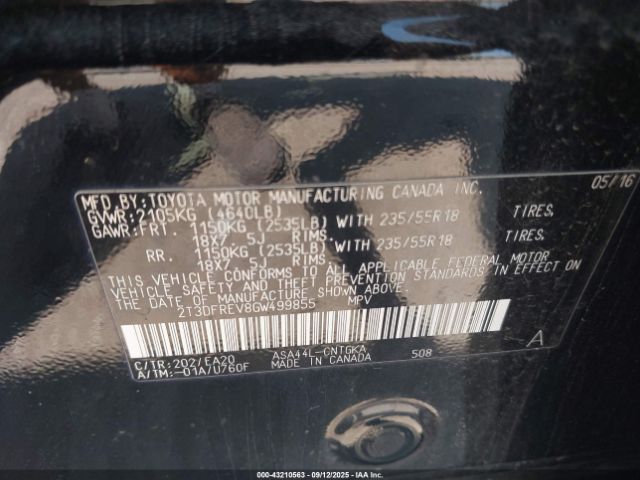 MFD.BY:TOYOTA MOTOR MANUFACTURING CANADA INC. 05/16
GVWR:2105KG (4640LB)
GAWR:FRT. 1150KG (2535LB) WITH 235/55R18 TIRES,
18X7.5J RIMS,
RR. 1150KG (2535LB) WITH 235/55R18 TIRES,
18X7.5J RIMS.
THIS VEHICLE CONFORMS TO ALL APPLICABLE FEDERAL MOTOR
VEHICLE SAFETY AND THEFT PREVENTION STANDARDS IN EFFECT ON
THE DATE OF MANUFACTURE SHOWN ABOVE.
2T3DFREV8GW499855 MPV
A
C/TR:202/EA20 ASA44L-CNTGKA 508
A/TM:-01A/U760F MADE IN CANADA
000-43210563 - 09/12/2025 - IAA, Inc.